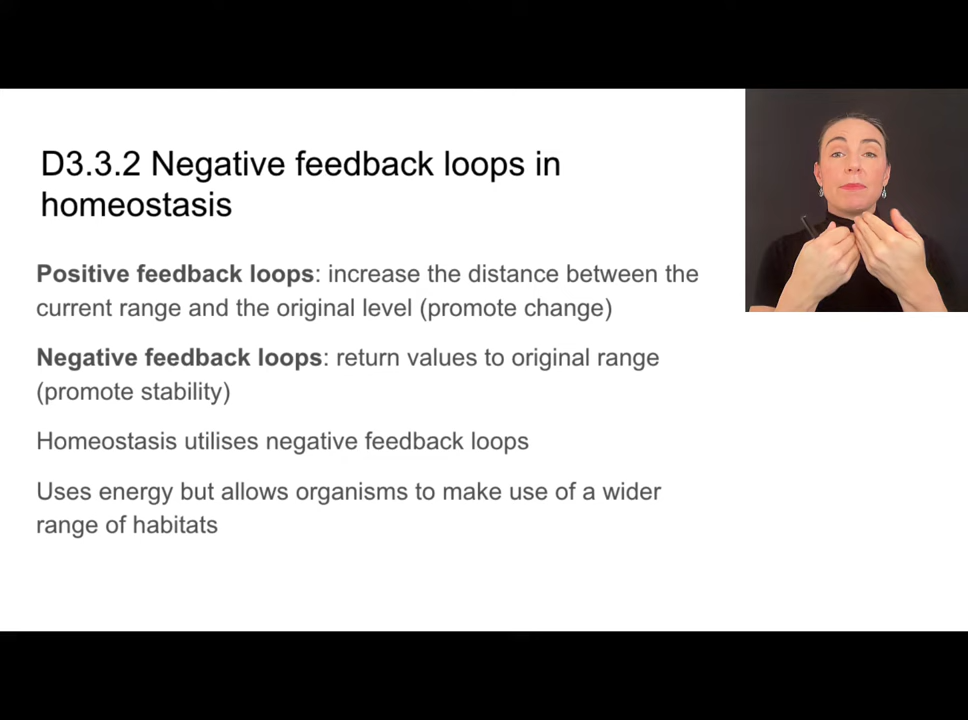 D3.3.2 Negative feedback loops in
homeostasis
Positive feedback loops: increase the distance between the
current range and the original level (promote change)
Negative feedback loops: return values to original range
(promote stability)
Homeostasis utilises negative feedback loops
Uses energy but allows organisms to make use of a wider
range of habitats